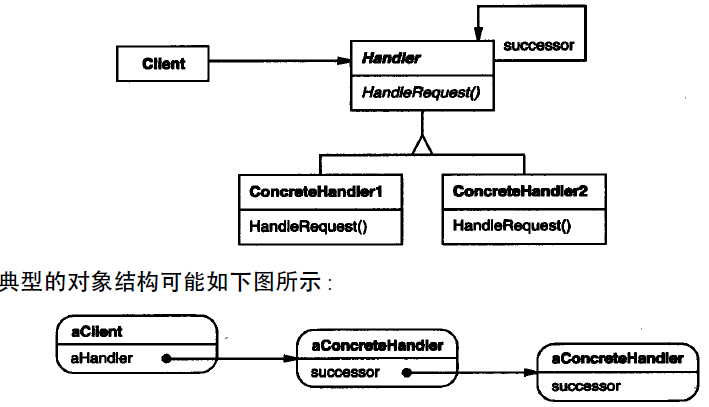 successor
Client
Handler
HandleRequest()
ConcreteHandler1
ConcreteHandler2
HandleRequest()
HandleRequest()
典型的对象结构可能如下图所示:
aClient
aHandler
aConcreteHandler
successor
aConcreteHandler
successor